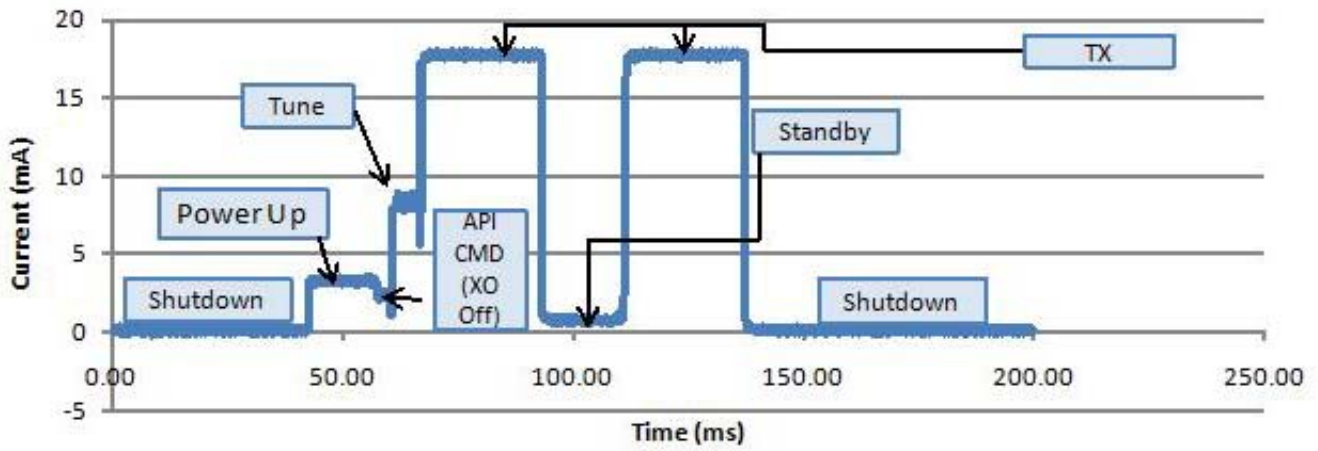 20
TX
15
Tune
Standby
10
Power Up
API
CMD
(XO
Off)
5
Shutdown
Shutdown
0
0.00 50.00 100.00 150.00 200.00 250.00
-5
Current (mA)
Time (ms)